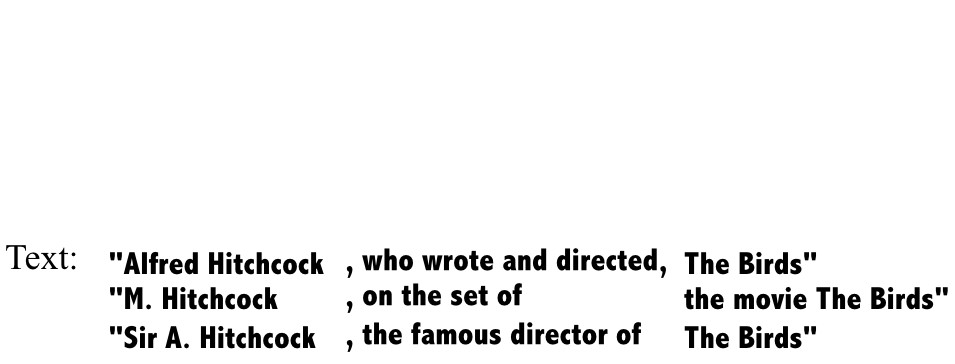 Text: "Alfred Hitchcock , who wrote and directed, The Birds"
"M. Hitchcock , on the set of the movie The Birds"
"Sir A. Hitchcock , the famous director of The Birds"